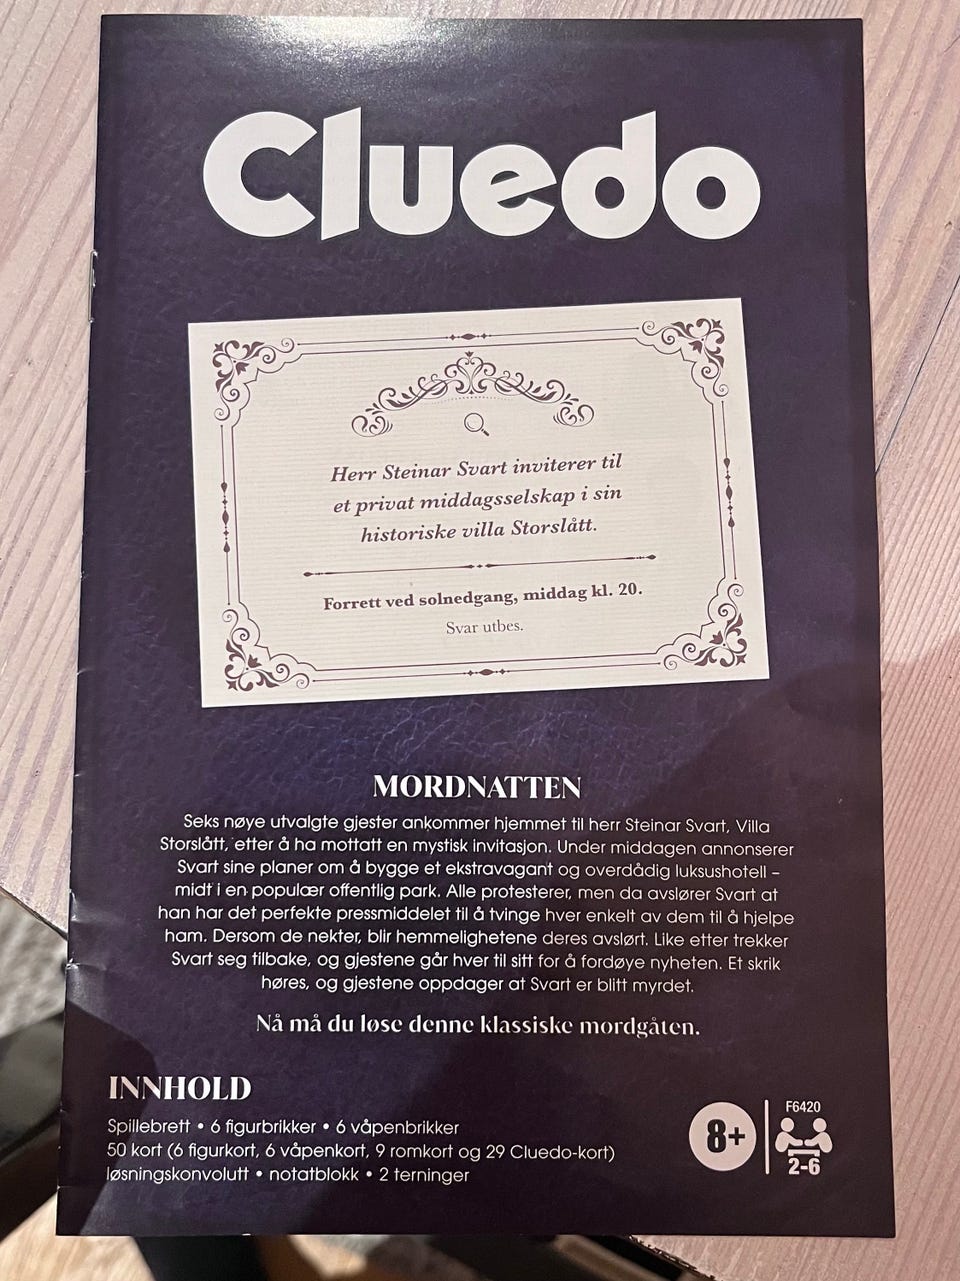 Cluedo
Herr Steinar Svart inviterer til
et privat middagsselskap i sin
historiske villa Storslått.
Forrett ved solnedgang, middag kl. 20.
Svar utbes.
MORDNATTEN
Seks nøye utvalgte gjester ankommer hjemmet til herr Steinar Svart, Villa
Storslått, etter å ha mottatt en mystisk invitasjon. Under middagen annonserer
Svart sine planer om å bygge et ekstravagant og overdådig luksushotell –
midt i en populær offentlig park. Alle protesterer, men da avslører Svart at
han har det perfekte pressmiddelet til å tvinge hver enkelt av dem til å hjelpe
ham. Dersom de nekter, blir hemmelighetene deres avslørt. Like etter trekker
Svart seg tilbake, og gjestene går hver til sitt for å fordøye nyheten. Et skrik
høres, og gjestene oppdager at Svart er blitt myrdet.
Nå må du løse denne klassiske mordgåten.
INNHOLD
Spillebrett • 6 figurbrikker • 6 våpenbrikker
50 kort (6 figurkort, 6 våpenkort, 9 romkort og 29 Cluedo-kort)
løsningskonvolutt • notatblokk • 2 terninger
8+
F6420
2-6